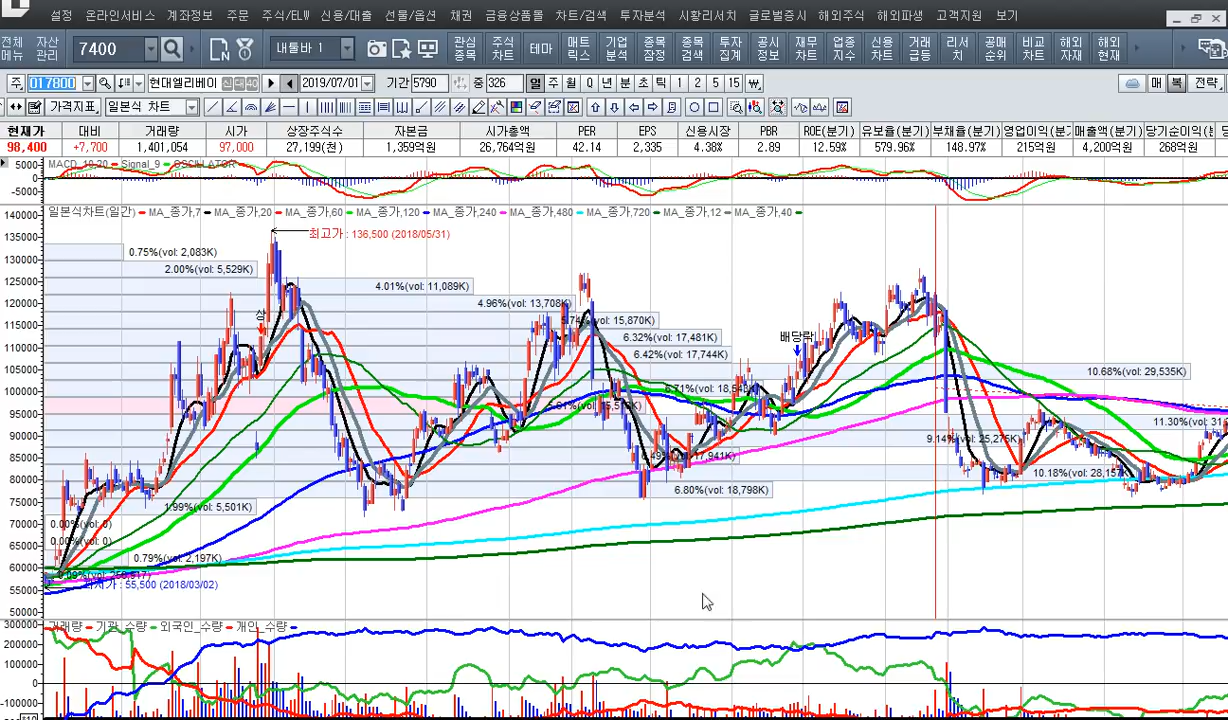 설정 온라인서비스 계좌정보 주문 주식/ELW 신용/대출 선물/옵션 채권 금융상품몰 차트/검색 투자분석 시황리서치 글로벌증시 해외주식 해외파생 고객지원 보기
전체메뉴 자산관리 7400 내툴바 1 관심종목 주식차트 테마 매트릭스 기업분석 종목잠정 종목검색 투자집계 공시정보 재무차트 업종지수 신용차트 거래급등 리서치 공매순위 비교차트 해외자재 해외현재
주 017800 현대엘리베이 신 대 40 2019/07/01 기간 5790 중 326 일 주 월 Q 년 분 초 틱 1 2 5 15 매 복 전략
가격지표 일본식 차트
현재가 대비 거래량 시가 상장주식수 자본금 시가총액 PER EPS 신용시장 PBR ROE(분기) 유보율(분기) 부채율(분기) 영업이익(분기) 매출액(분기) 당기순이익(분
98,400 +7,700 1,401,054 97,000 27,199(천) 1,359억원 26,764억원 42.14 2,335 4.38% 2.89 12.59% 579.96% 148.97% 215억원 4,200억원 268억원
5000 MACD_10,20 Signal_9 OSCILLATOR
0
-5000
140000 일본식차트(일간) MA_종가,7 MA_종가,20 MA_종가,60 MA_종가,120 MA_종가,240 MA_종가,480 MA_종가,720 MA_종가,12 MA_종가,40
135000 최고가 : 136,500 (2018/05/31)
130000 0.75%(vol: 2,083K)
2.00%(vol: 5,529K)
125000 4.01%(vol: 11,089K)
120000 4.96%(vol: 13,708K)
115000 상 15,870K)
6.32%(vol: 17,481K)
배당락
110000 6.42%(vol: 17,744K)
105000 10.68%(vol: 29,535K)
100000 6.71%(vol:
95000
11.30%(vol:
90000 9.14%(vol: 25,275K)
85000 17,941K)
80000 10.18%(vol: 28,157K)
6.80%(vol: 18,798K)
75000 1.99%(vol: 5,501K)
70000 0.00%(vol: 0)
65000 0.00%(vol: 0)
60000 0.79%(vol: 2,197K)
55000 : 55,500 (2018/03/02)
50000
300000 거래량 기관_수량 외국인_수량 개인_수량
200000
100000
0
-100000